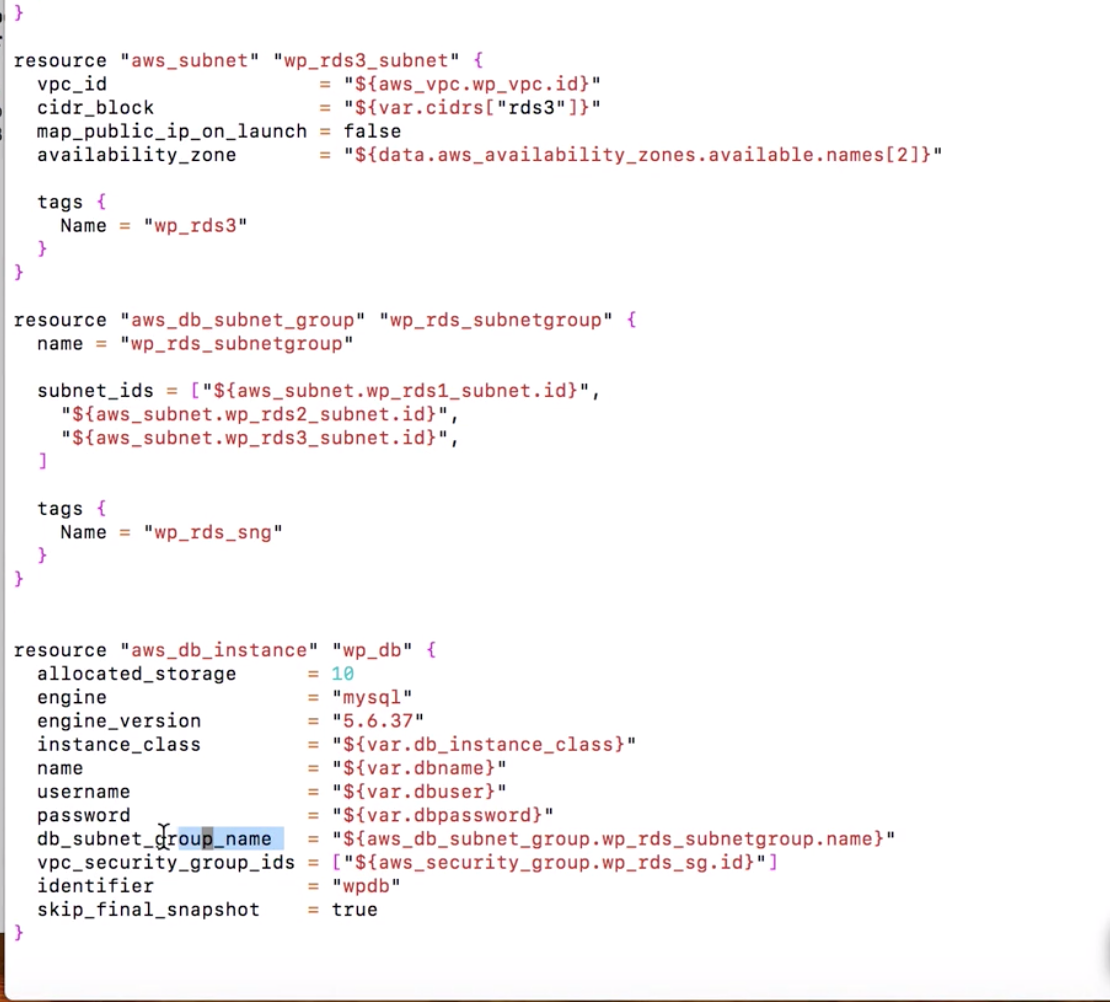 }
resource "aws_subnet" "wp_rds3_subnet" {
  vpc_id                  = "${aws_vpc.wp_vpc.id}"
  cidr_block              = "${var.cidrs["rds3"]}"
  map_public_ip_on_launch = false
  availability_zone       = "${data.aws_availability_zones.available.names[2]}"
  tags {
    Name = "wp_rds3"
  }
}
resource "aws_db_subnet_group" "wp_rds_subnetgroup" {
  name = "wp_rds_subnetgroup"
  subnet_ids = ["${aws_subnet.wp_rds1_subnet.id}",
    "${aws_subnet.wp_rds2_subnet.id}",
    "${aws_subnet.wp_rds3_subnet.id}",
  ]
  tags {
    Name = "wp_rds_sng"
  }
}
resource "aws_db_instance" "wp_db" {
  allocated_storage      = 10
  engine                 = "mysql"
  engine_version         = "5.6.37"
  instance_class         = "${var.db_instance_class}"
  name                   = "${var.dbname}"
  username               = "${var.dbuser}"
  password               = "${var.dbpassword}"
  db_subnet_group_name   = "${aws_db_subnet_group.wp_rds_subnetgroup.name}"
  vpc_security_group_ids = ["${aws_security_group.wp_rds_sg.id}"]
  identifier             = "wpdb"
  skip_final_snapshot    = true
}